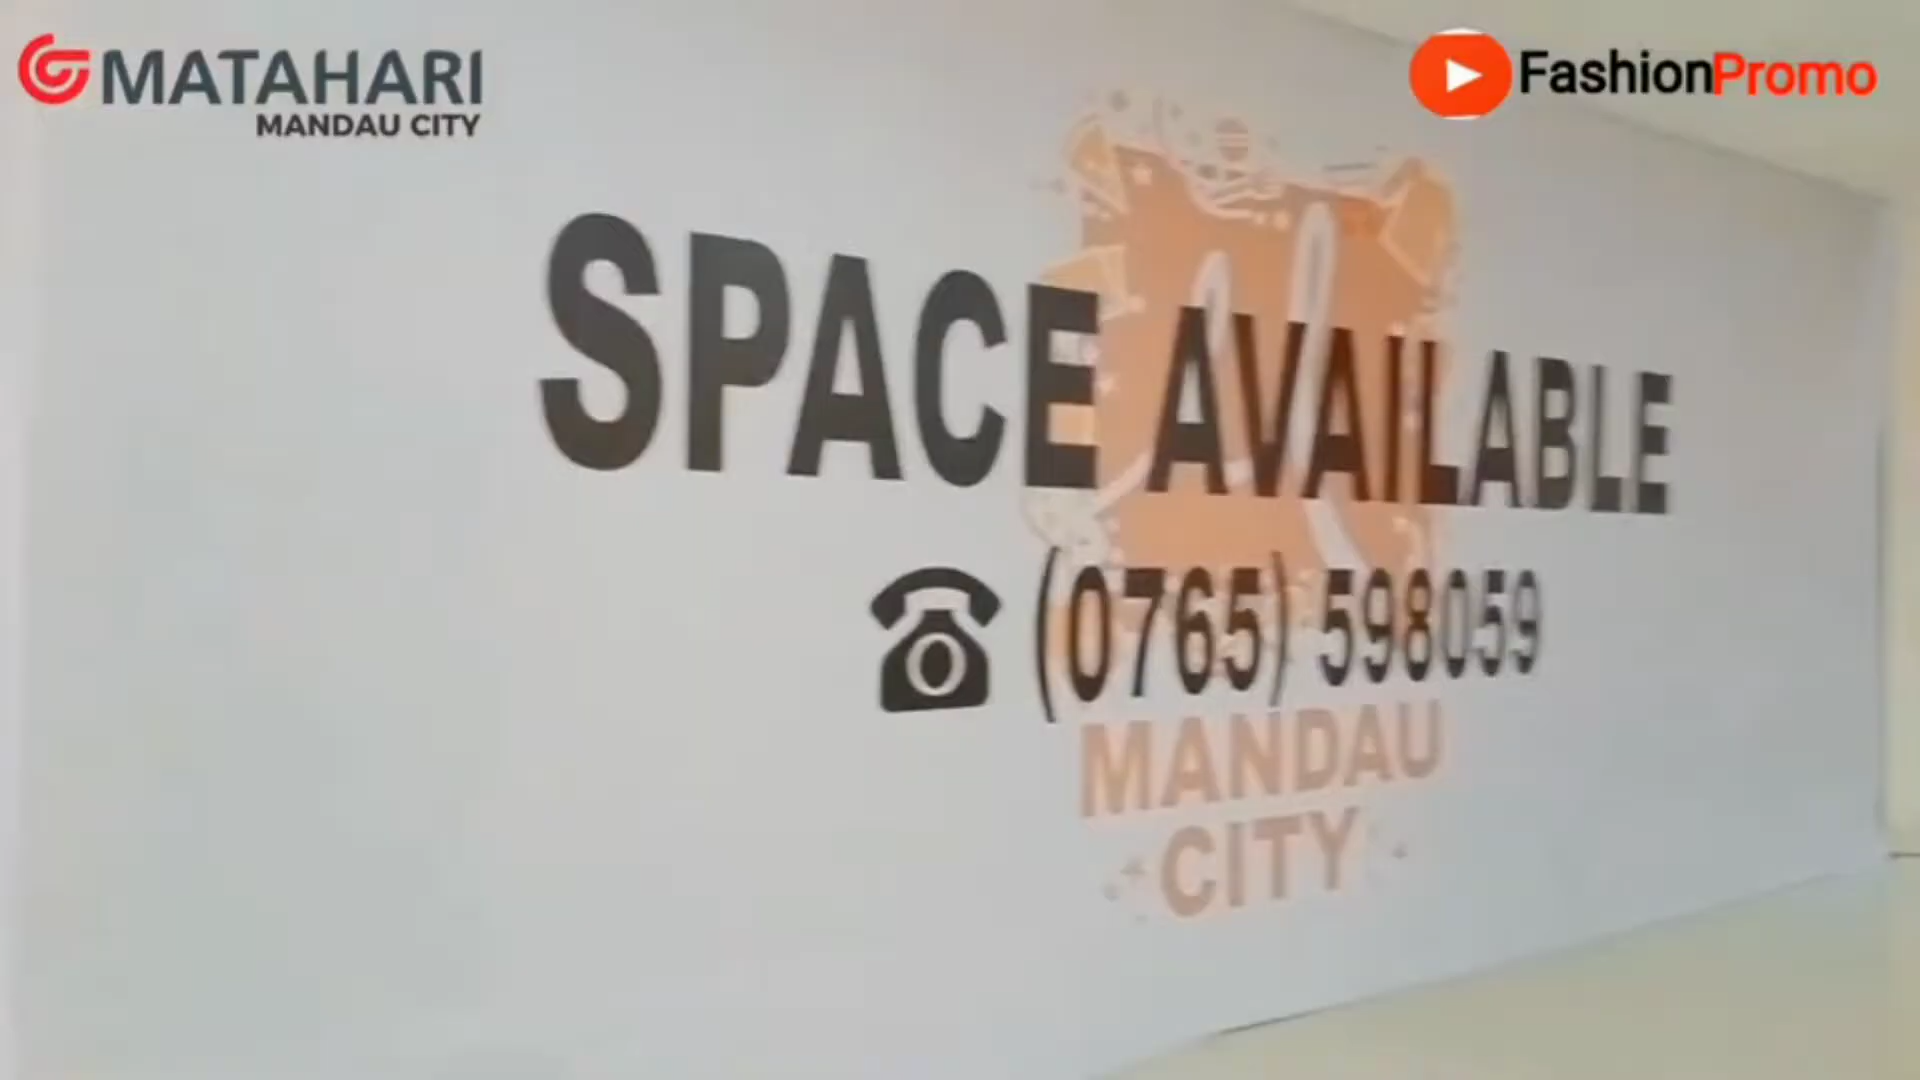 MATAHARI
MANDAU CITY
FashionPromo
SPACE AVAILABLE
(0765) 598059
MANDAU
CITY